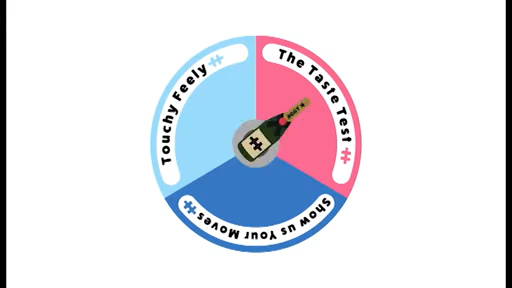 Touchy Feely
The Taste Test
Show us Your Moves